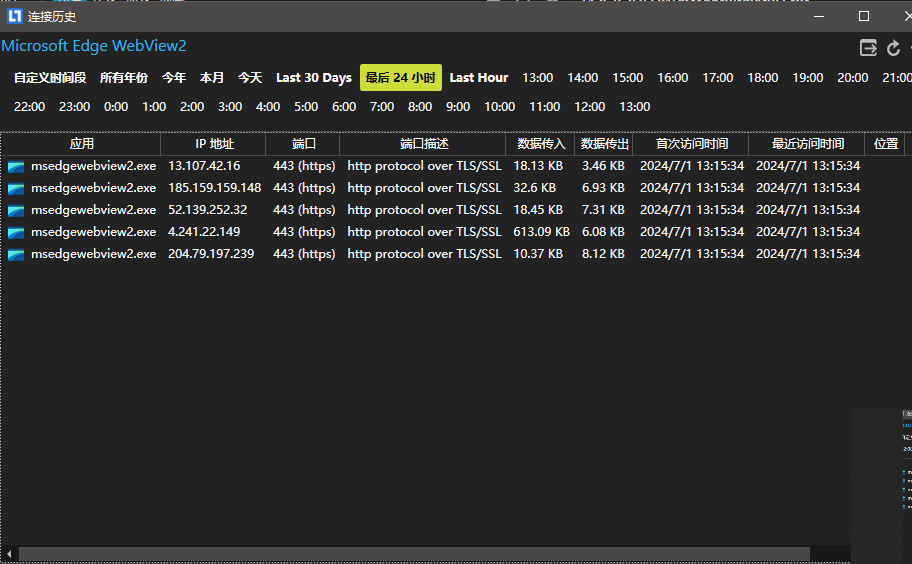 连接历史
Microsoft Edge WebView2
自定义时间段 所有年份 今年 本月 今天 Last 30 Days 最后 24 小时 Last Hour 13:00 14:00 15:00 16:00 17:00 18:00 19:00 20:00 21:00
22:00 23:00 0:00 1:00 2:00 3:00 4:00 5:00 6:00 7:00 8:00 9:00 10:00 11:00 12:00 13:00
应用 IP 地址 端口 端口描述 数据传入 数据传出 首次访问时间 最近访问时间 位置
msedgewebview2.exe 13.107.42.16 443 (https) http protocol over TLS/SSL 18.13 KB 3.46 KB 2024/7/1 13:15:34 2024/7/1 13:15:34
msedgewebview2.exe 185.159.159.148 443 (https) http protocol over TLS/SSL 32.6 KB 6.93 KB 2024/7/1 13:15:34 2024/7/1 13:15:34
msedgewebview2.exe 52.139.252.32 443 (https) http protocol over TLS/SSL 18.45 KB 7.31 KB 2024/7/1 13:15:34 2024/7/1 13:15:34
msedgewebview2.exe 4.241.22.149 443 (https) http protocol over TLS/SSL 613.09 KB 6.08 KB 2024/7/1 13:15:34 2024/7/1 13:15:34
msedgewebview2.exe 204.79.197.239 443 (https) http protocol over TLS/SSL 10.37 KB 8.12 KB 2024/7/1 13:15:34 2024/7/1 13:15:34